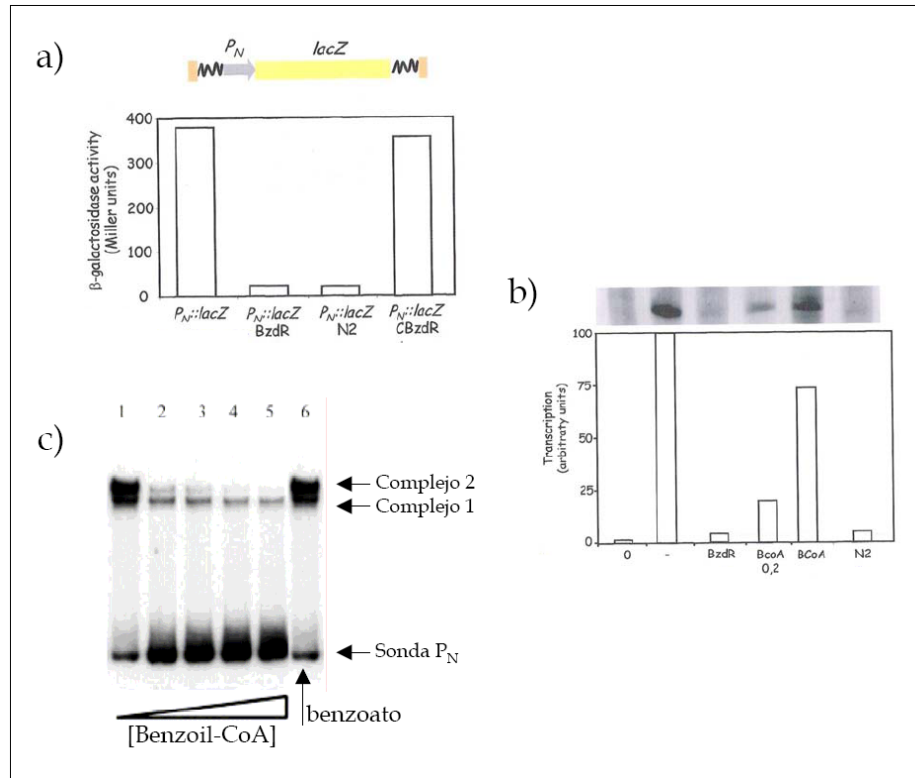 a)
P_N lacZ
β-galactosidase activity
(Miller units)
400
300
200
100
0
P_N::lacZ P_N::lacZ P_N::lacZ P_N::lacZ
BzdR N2 CBzdR
b)
Transcription
(arbitraty units)
100
75
50
25
0
0 - BzdR BcoA BCoA N2
0,2
c)
1 2 3 4 5 6
Complejo 2
Complejo 1
Sonda P_N
benzoato
[Benzoil-CoA]